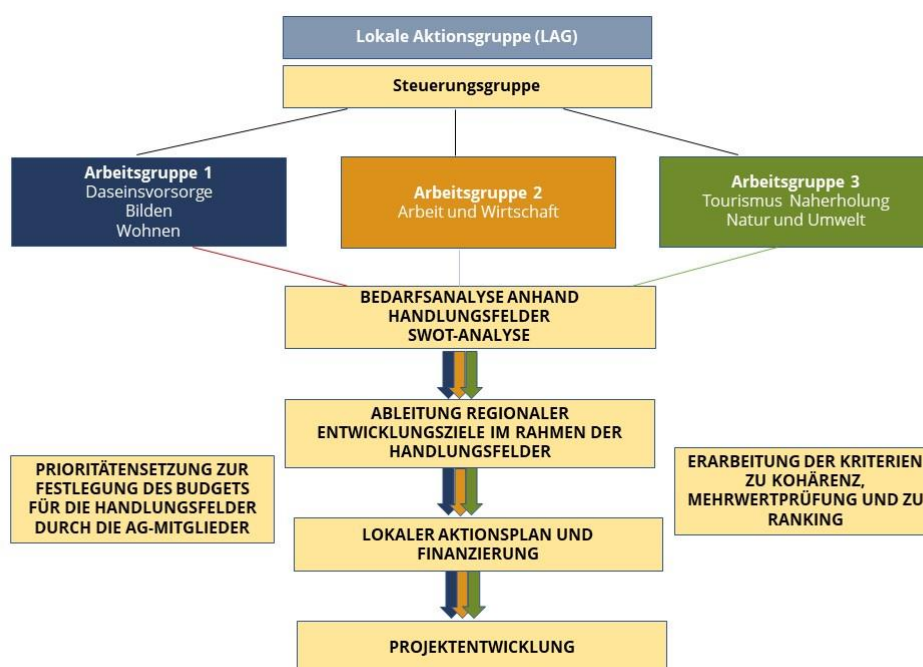 Lokale Aktionsgruppe (LAG)
Steuerungsgruppe
Arbeitsgruppe 1
Daseinsvorsorge
Bilden
Wohnen
Arbeitsgruppe 2
Arbeit und Wirtschaft
Arbeitsgruppe 3
Tourismus Naherholung
Natur und Umwelt
BEDARFSANALYSE ANHAND
HANDLUNGSFELDER
SWOT-ANALYSE
ABLEITUNG REGIONALER
ENTWICKLUNGSZIELE IM RAHMEN DER
HANDLUNGSFELDER
PRIORITÄTENSETZUNG ZUR
FESTLEGUNG DES BUDGETS
FÜR DIE HANDLUNGSFELDER
DURCH DIE AG-MITGLIEDER
ERARBEITUNG DER KRITERIEN
ZU KOHÄRENZ,
MEHRWERTPRÜFUNG UND ZU
RANKING
LOKALER AKTIONSPLAN UND
FINANZIERUNG
PROJEKTENTWICKLUNG